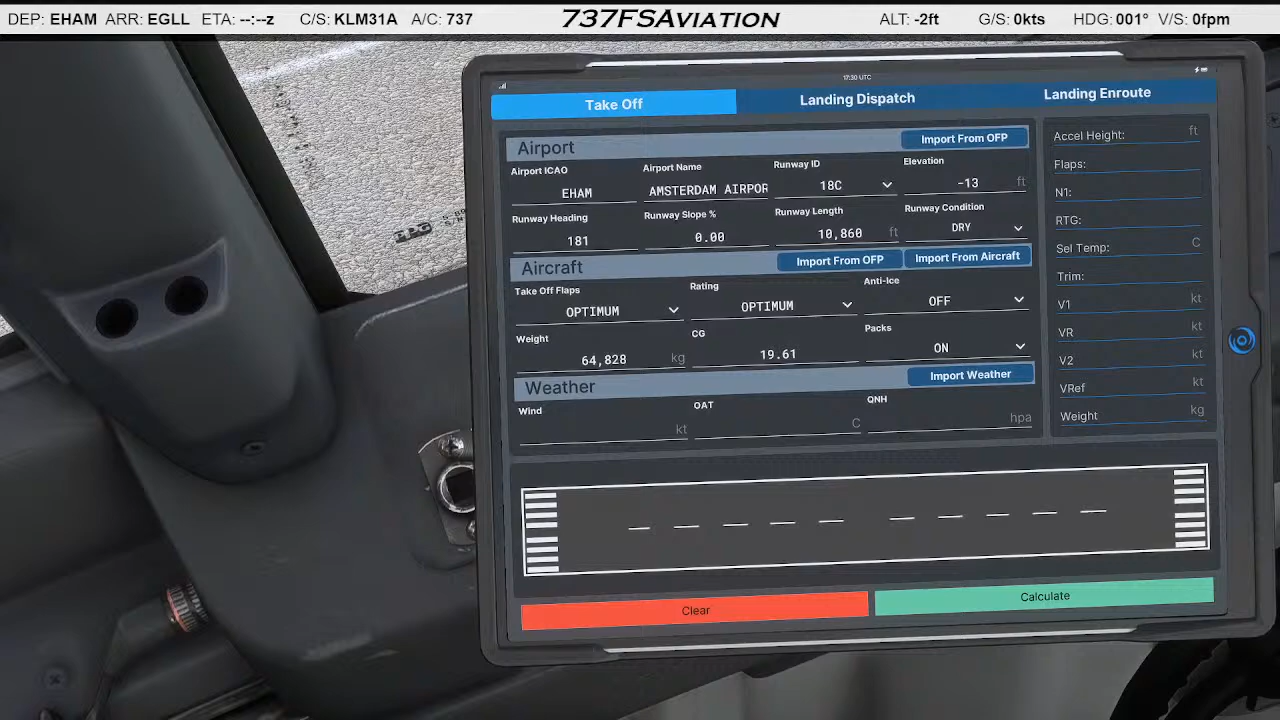 DEP: EHAM ARR: EGLL ETA: --:--z C/S: KLM31A A/C: 737 737FSAVIATION ALT: -2ft G/S: 0kts HDG: 001° V/S: 0fpm
17:30 UTC
Take Off Landing Dispatch Landing Enroute
Airport Import From OFP
Airport ICAO Airport Name Runway ID Elevation
EHAM AMSTERDAM AIRPOR 18C -13 ft
Runway Heading Runway Slope % Runway Length Runway Condition
181 0.00 10,860 ft DRY
Aircraft Import From OFP Import From Aircraft
Take Off Flaps Rating Anti-Ice
OPTIMUM OPTIMUM OFF
Weight CG Packs
64,828 kg 19.61 ON
Weather Import Weather
Wind OAT QNH
kt C hpa
Accel Height: ft
Flaps:
N1:
RTG:
Sel Temp: C
Trim:
V1 kt
VR kt
V2 kt
VRef kt
Weight kg
Clear Calculate